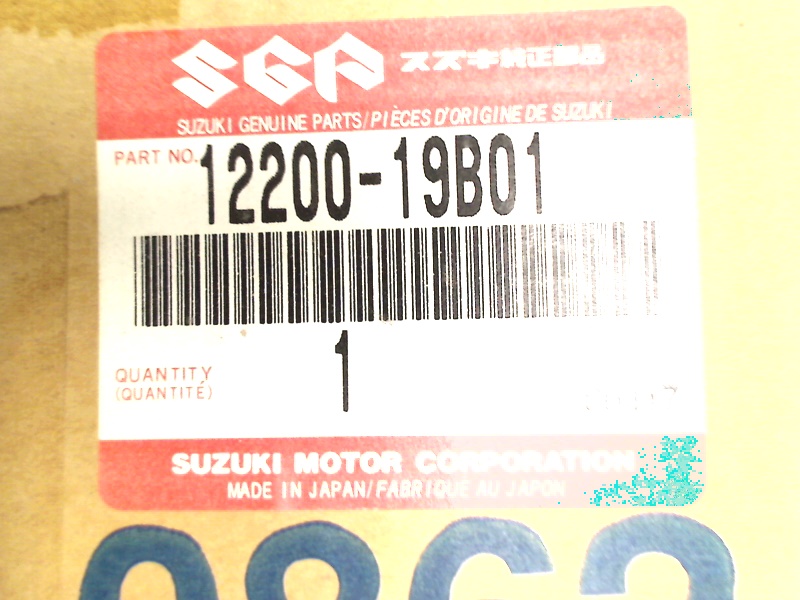 SGP スズキ純正部品
SUZUKI GENUINE PARTS/PIÈCES D'ORIGINE DE SUZUKI
PART NO. 12200-19B01
1
QUANTITY
(QUANTITÉ)
SUZUKI MOTOR CORPORATION
MADE IN JAPAN/FABRIQUÉ AU JAPON